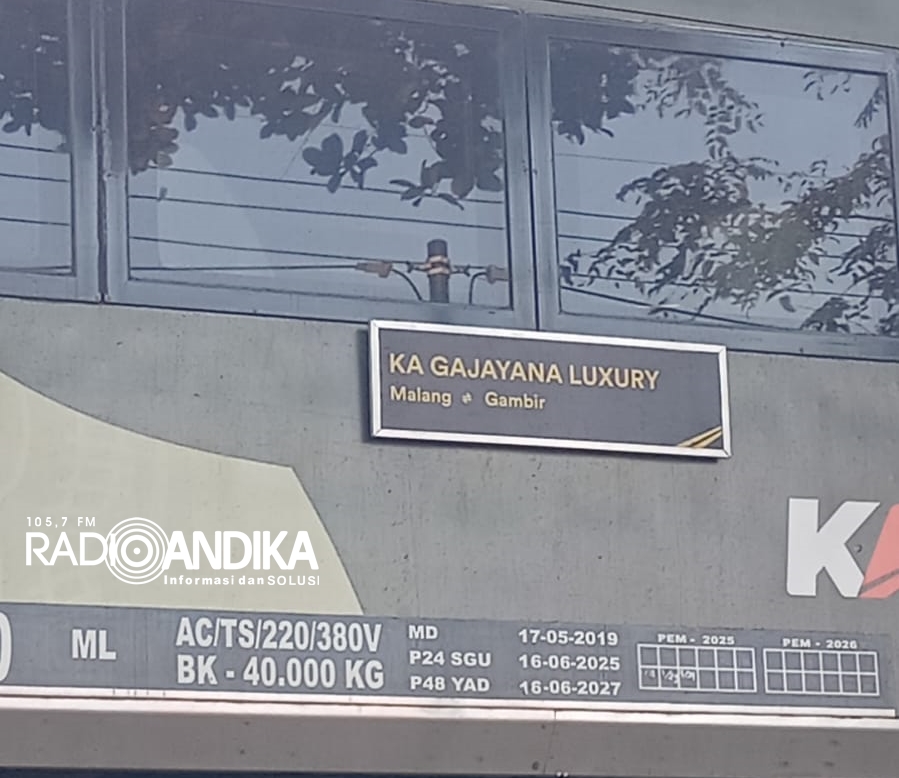 KA GAJAYANA LUXURY
Malang ⇌ Gambir
105,7 FM
RADIO ANDIKA
Informasi dan SOLUSI
ML
AC/TS/220/380V
BK - 40.000 KG
MD 17-05-2019
P24 SGU 16-06-2025
P48 YAD 16-06-2027
PEM - 2025
PEM - 2026